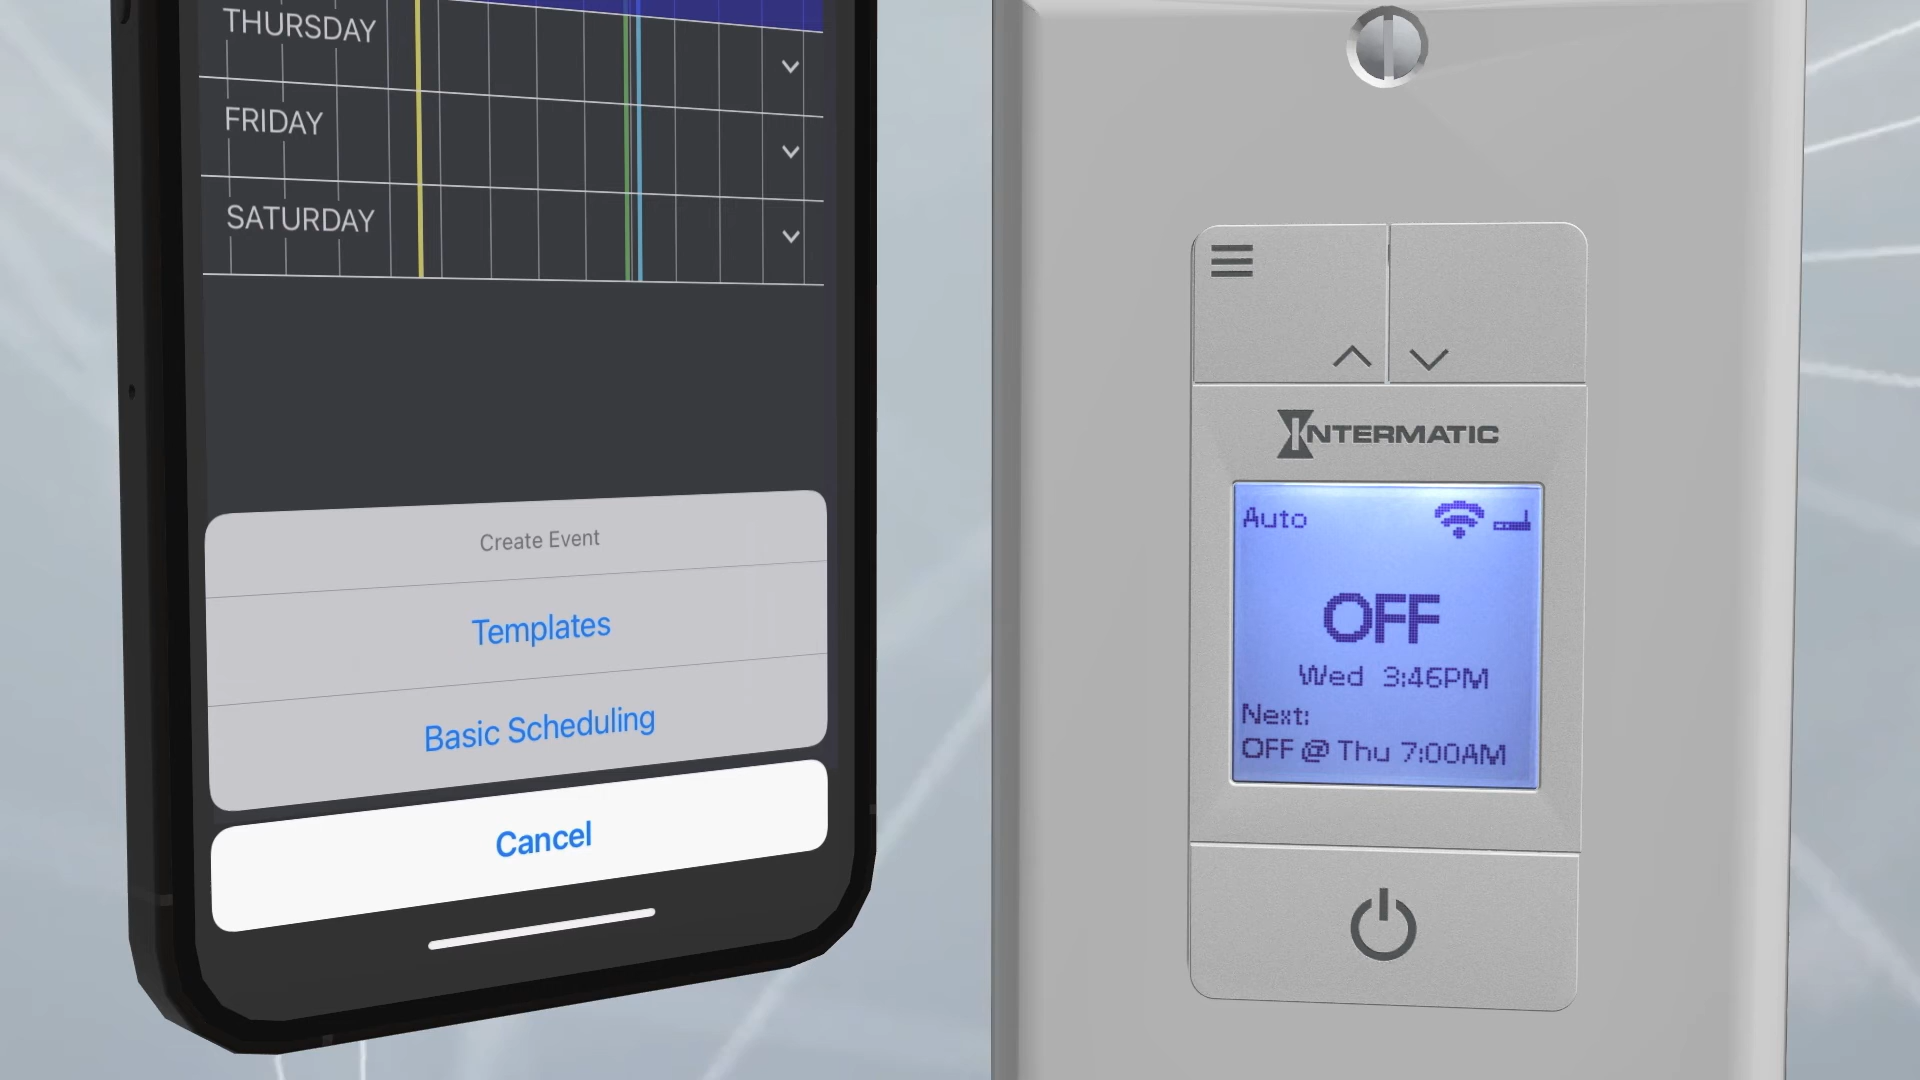 THURSDAY
FRIDAY
SATURDAY
Create Event
Templates
Basic Scheduling
Cancel
INTERMATIC
Auto
OFF
Wed 3:46PM
Next:
OFF @ Thu 7:00AM